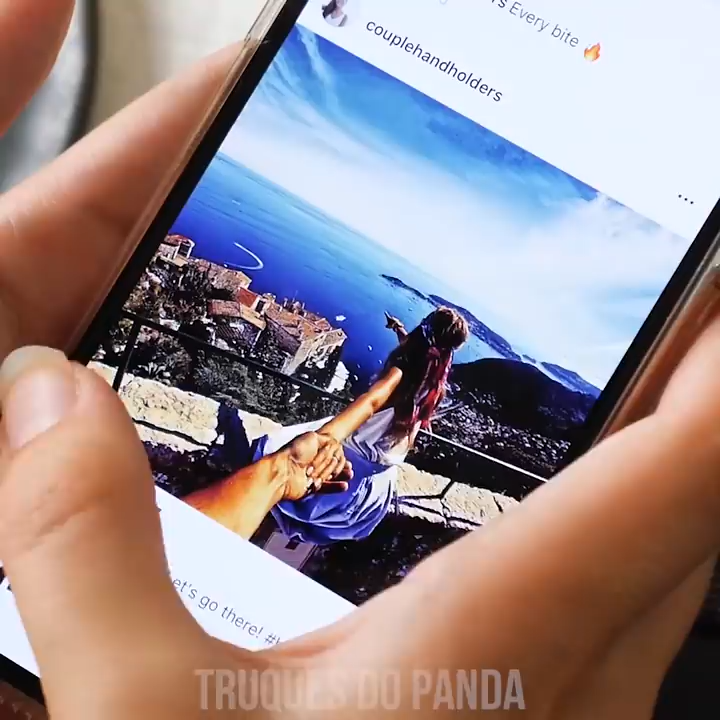 Every bite 🔥
couplehandholders
...
et's go there! #
TRUQUES DO PANDA